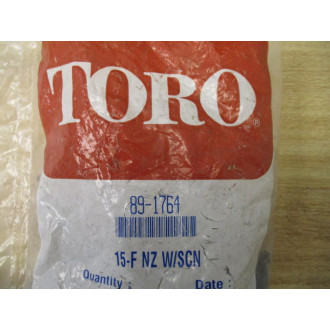 TORO®
89-1764
15-F NZ W/SCN
Quantity : Date :